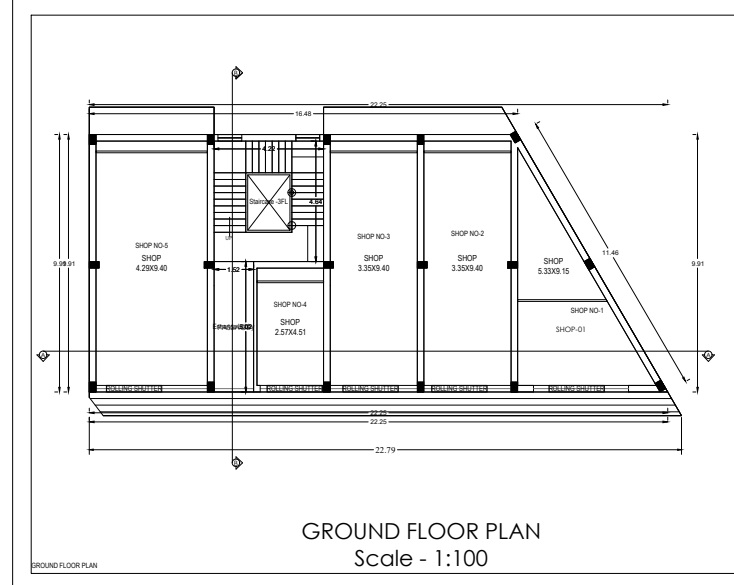 B
22.25
16.48
4.22
Staircase -3FL
4.64
SHOP NO-5
SHOP
4.29X9.40
SHOP NO-3
SHOP
3.35X9.40
SHOP NO-2
SHOP
3.35X9.40
SHOP
5.33X9.15
11.46
9.91
9.91
1.52
SHOP NO-4
SHOP
2.57X4.51
SHOP NO-1
SHOP-01
A
A
ROLLING SHUTTER
ROLLING SHUTTER
ROLLING SHUTTER
ROLLING SHUTTER
ROLLING SHUTTER
22.25
22.25
22.79
B
GROUND FLOOR PLAN
Scale - 1:100
GROUND FLOOR PLAN